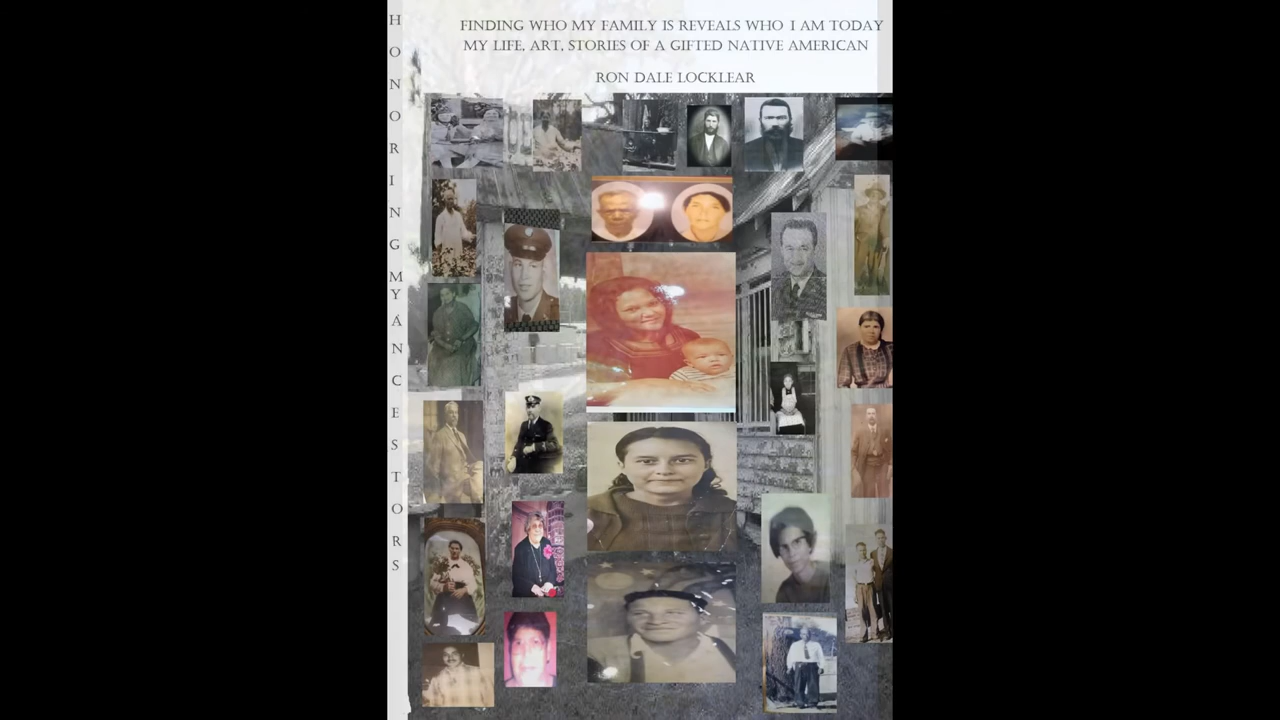 FINDING WHO MY FAMILY IS REVEALS WHO I AM TODAY
MY LIFE, ART, STORIES OF A GIFTED NATIVE AMERICAN
RON DALE LOCKLEAR
HONORING MY ANCESTORS